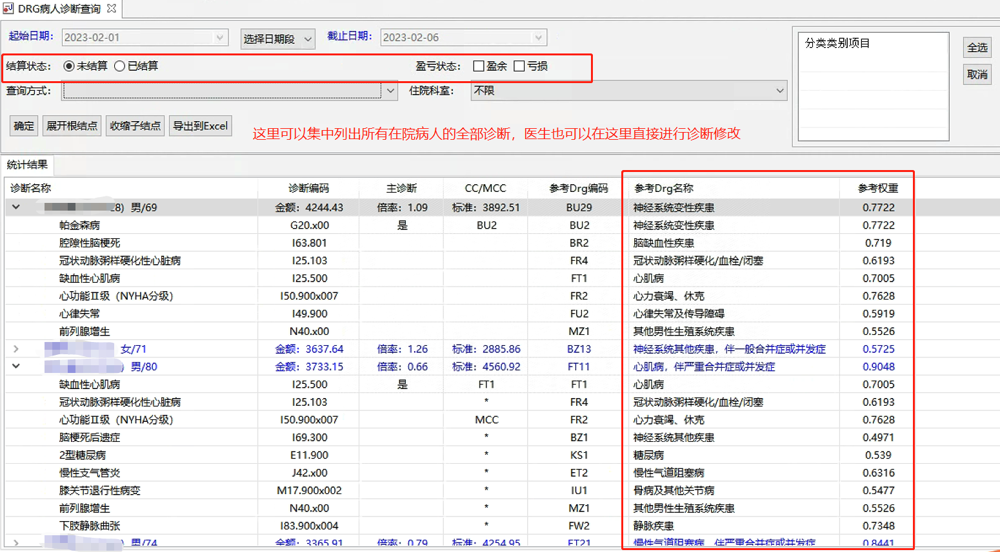 DRG病人诊断查询
起始日期: 2023-02-01 选择日期段 截止日期: 2023-02-06
分类类别项目 全选
结算状态: 未结算 已结算 盈亏状态: 盈余 亏损
取消
查询方式: 住院科室: 不限
确定 展开根结点 收缩子结点 导出到Excel
这里可以集中列出所有在院病人的全部诊断，医生也可以在这里直接进行诊断修改
统计结果
诊断名称 诊断编码 主诊断 CC/MCC 参考Drg编码 参考Drg名称 参考权重
28) 男/69 金额: 4244.43 倍率: 1.09 标准: 3892.51 BU29 神经系统变性疾患 0.7722
帕金森病 G20.x00 是 BU2 BU2 神经系统变性疾患 0.7722
腔隙性脑梗死 I63.801 BR2 脑缺血性疾患 0.719
冠状动脉粥样硬化性心脏病 I25.103 FR4 冠状动脉粥样硬化/血栓/闭塞 0.6193
缺血性心肌病 I25.500 FT1 心肌病 0.7005
心功能Ⅱ级（NYHA分级) I50.900x007 FR2 心力衰竭、休克 0.7628
心律失常 I49.900 FU2 心律失常及传导障碍 0.5919
前列腺增生 N40.x00 MZ1 其他男性生殖系统疾患 0.5526
女/71 金额: 3637.64 倍率: 1.26 标准: 2885.86 BZ13 神经系统其他疾患，伴一般合并症或并发症 0.5725
) 男/80 金额: 3733.15 倍率: 0.66 标准: 4560.92 FT11 心肌病，伴严重合并症或并发症 0.9048
缺血性心肌病 I25.500 是 FT1 FT1 心肌病 0.7005
冠状动脉粥样硬化性心脏病 I25.103 * FR4 冠状动脉粥样硬化/血栓/闭塞 0.6193
心功能Ⅱ级（NYHA分级) I50.900x007 MCC FR2 心力衰竭、休克 0.7628
脑梗死后遗症 I69.300 * BZ1 神经系统其他疾患 0.4971
2型糖尿病 E11.900 * KS1 糖尿病 0.539
慢性支气管炎 J42.x00 * ET2 慢性气道阻塞病 0.6316
膝关节退行性病变 M17.900x002 * IU1 骨病及其他关节病 0.5477
前列腺增生 N40.x00 * MZ1 其他男性生殖系统疾患 0.5526
下肢静脉曲张 I83.900x004 * FW2 静脉疾患 0.7348
) 男/74 金额: 3365.91 倍率: 0.79 标准: 4254.95 ET21 慢性气道阻塞病，伴严重合并症或并发症 0.8441